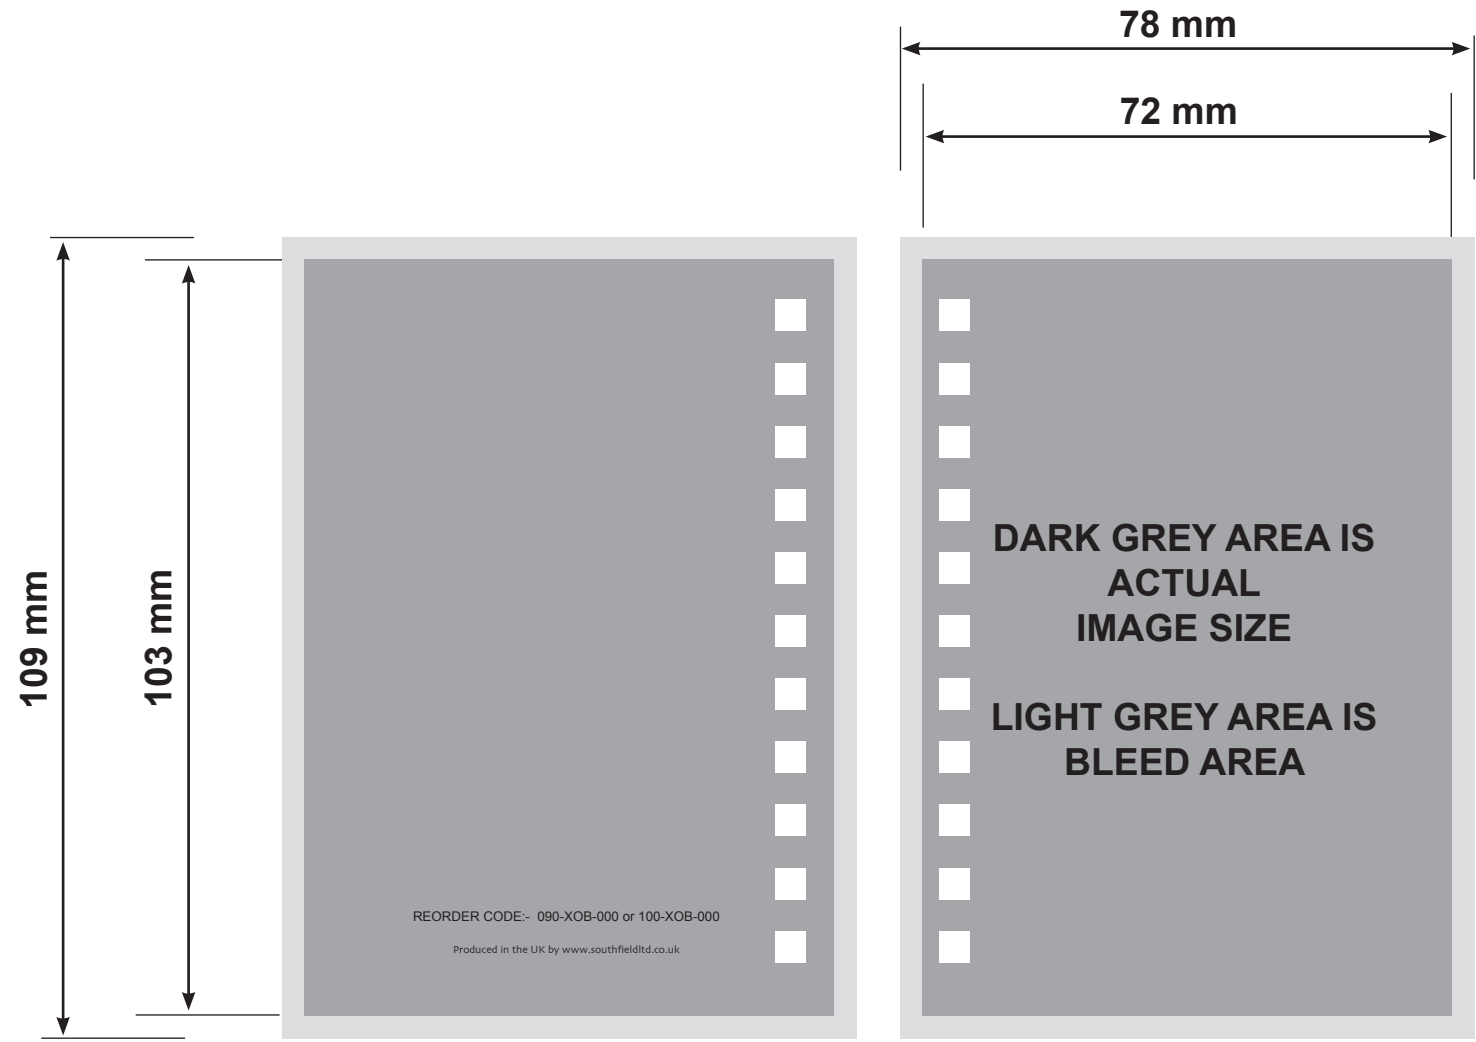 78 mm
72 mm
109 mm
103 mm
DARK GREY AREA IS
ACTUAL
IMAGE SIZE
LIGHT GREY AREA IS
BLEED AREA
REORDER CODE:- 090-XOB-000 or 100-XOB-000
Produced in the UK by www.southfieldltd.co.uk